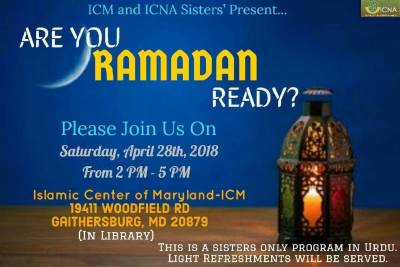 ICM and ICNA Sisters' Present...
ICNA
ARE YOU
RAMADAN
READY?
Please Join Us On
Saturday, April 28th, 2018
From 2 PM - 5 PM
Islamic Center of Maryland-ICM
19411 WOODFIELD RD
GAITHERSBURG, MD 20879
(In Library)
This is a sisters only program in Urdu.
Light Refreshments will be served.